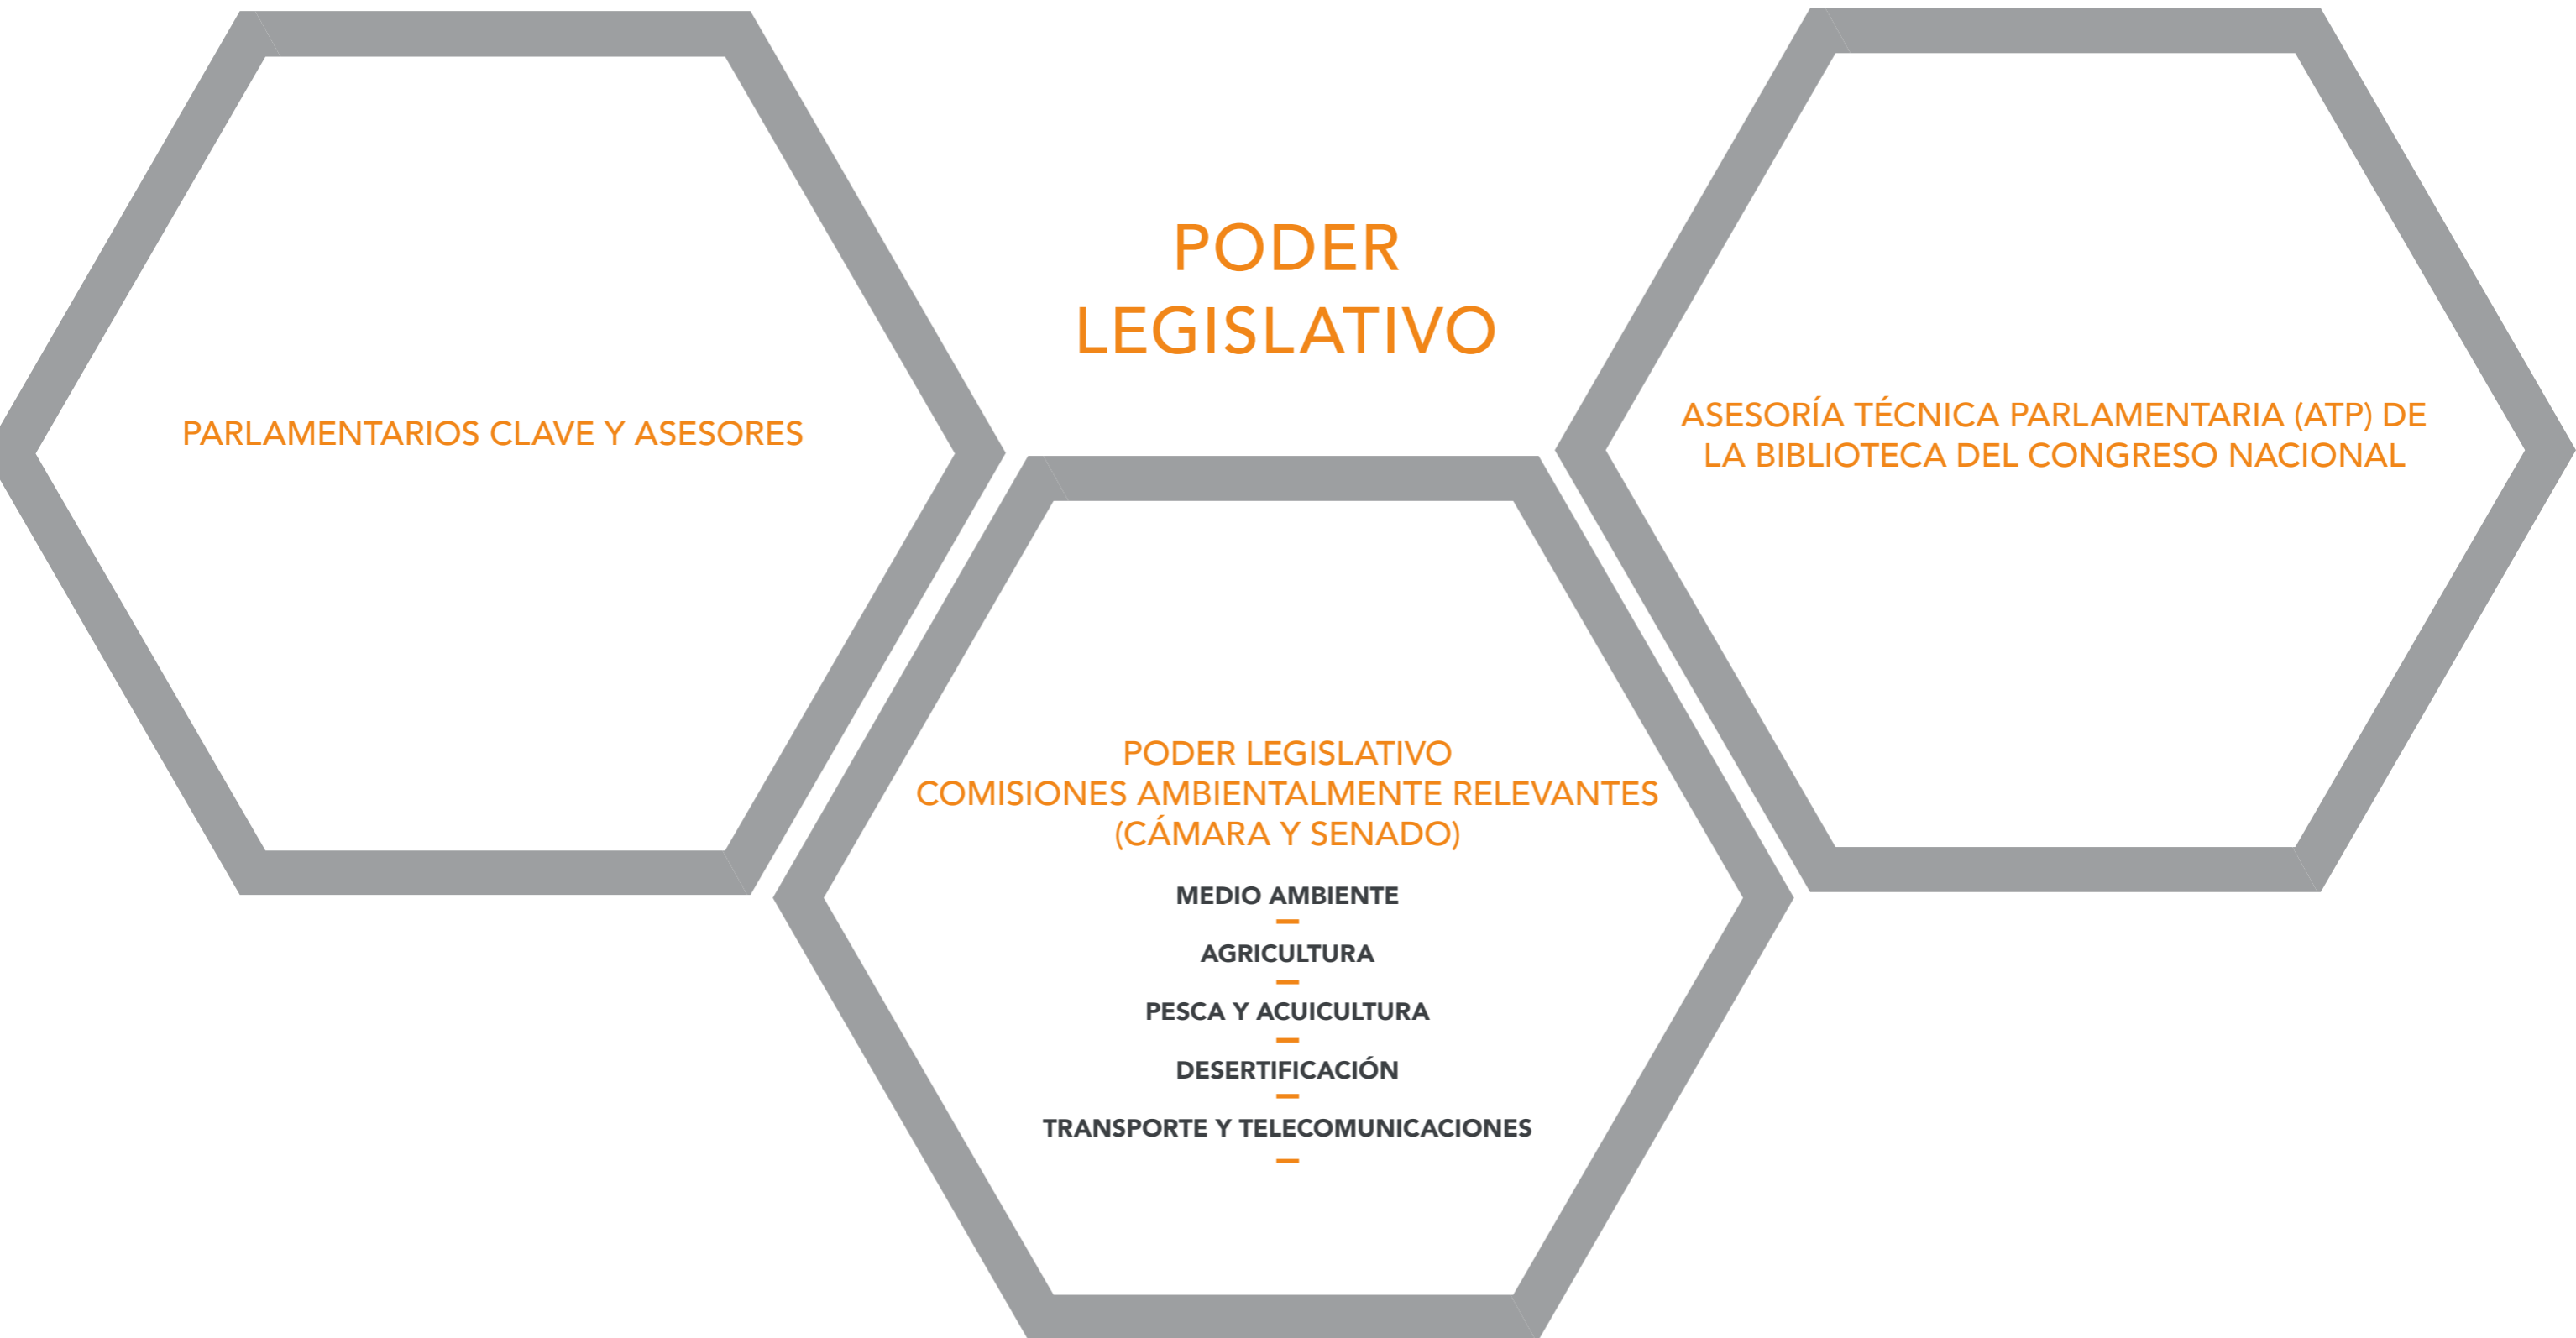 PODER
LEGISLATIVO
PARLAMENTARIOS CLAVE Y ASESORES
ASESORÍA TÉCNICA PARLAMENTARIA (ATP) DE
LA BIBLIOTECA DEL CONGRESO NACIONAL
PODER LEGISLATIVO
COMISIONES AMBIENTALMENTE RELEVANTES
(CÁMARA Y SENADO)
MEDIO AMBIENTE
AGRICULTURA
PESCA Y ACUICULTURA
DESERTIFICACIÓN
TRANSPORTE Y TELECOMUNICACIONES